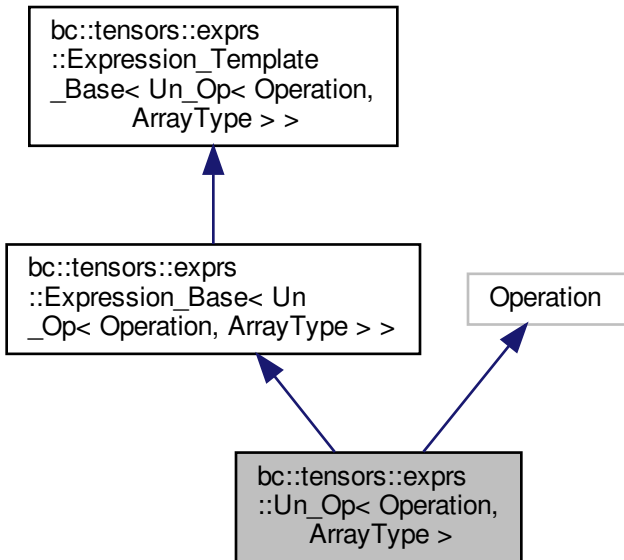 bc::tensors::exprs
::Expression_Template
_Base< Un_Op< Operation,
ArrayType > >
bc::tensors::exprs
::Expression_Base< Un
_Op< Operation, ArrayType > >
Operation
bc::tensors::exprs
::Un_Op< Operation,
ArrayType >